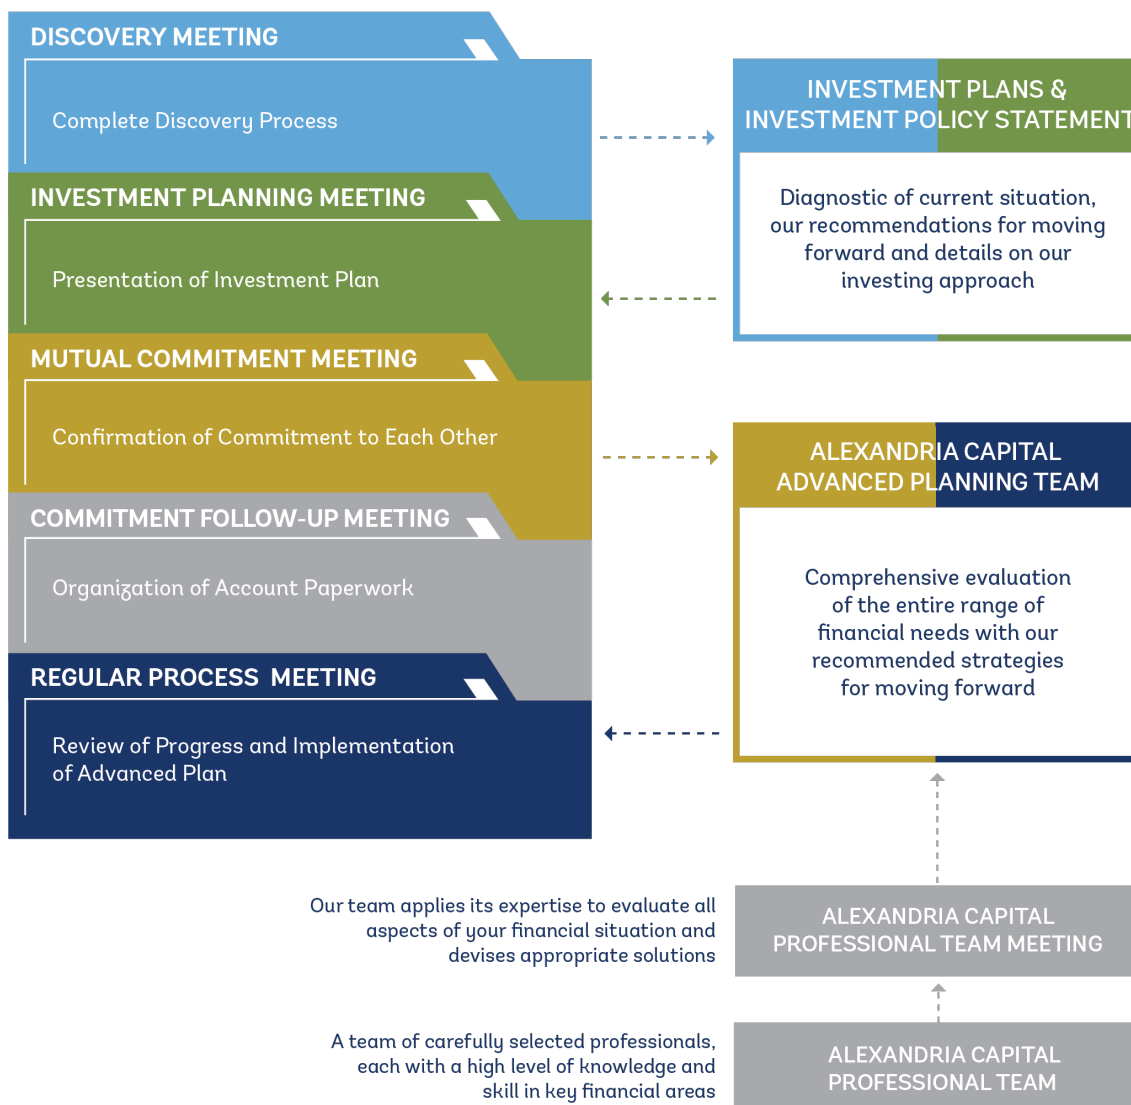 DISCOVERY MEETING
Complete Discovery Process
INVESTMENT PLANNING MEETING
Presentation of Investment Plan
MUTUAL COMMITMENT MEETING
Confirmation of Commitment to Each Other
COMMITMENT FOLLOW-UP MEETING
Organization of Account Paperwork
REGULAR PROCESS MEETING
Review of Progress and Implementation
of Advanced Plan
INVESTMENT PLANS &
INVESTMENT POLICY STATEMENT
Diagnostic of current situation,
our recommendations for moving
forward and details on our
investing approach
ALEXANDRIA CAPITAL
ADVANCED PLANNING TEAM
Comprehensive evaluation
of the entire range of
financial needs with our
recommended strategies
for moving forward
Our team applies its expertise to evaluate all
aspects of your financial situation and
devises appropriate solutions
ALEXANDRIA CAPITAL
PROFESSIONAL TEAM MEETING
A team of carefully selected professionals,
each with a high level of knowledge and
skill in key financial areas
ALEXANDRIA CAPITAL
PROFESSIONAL TEAM